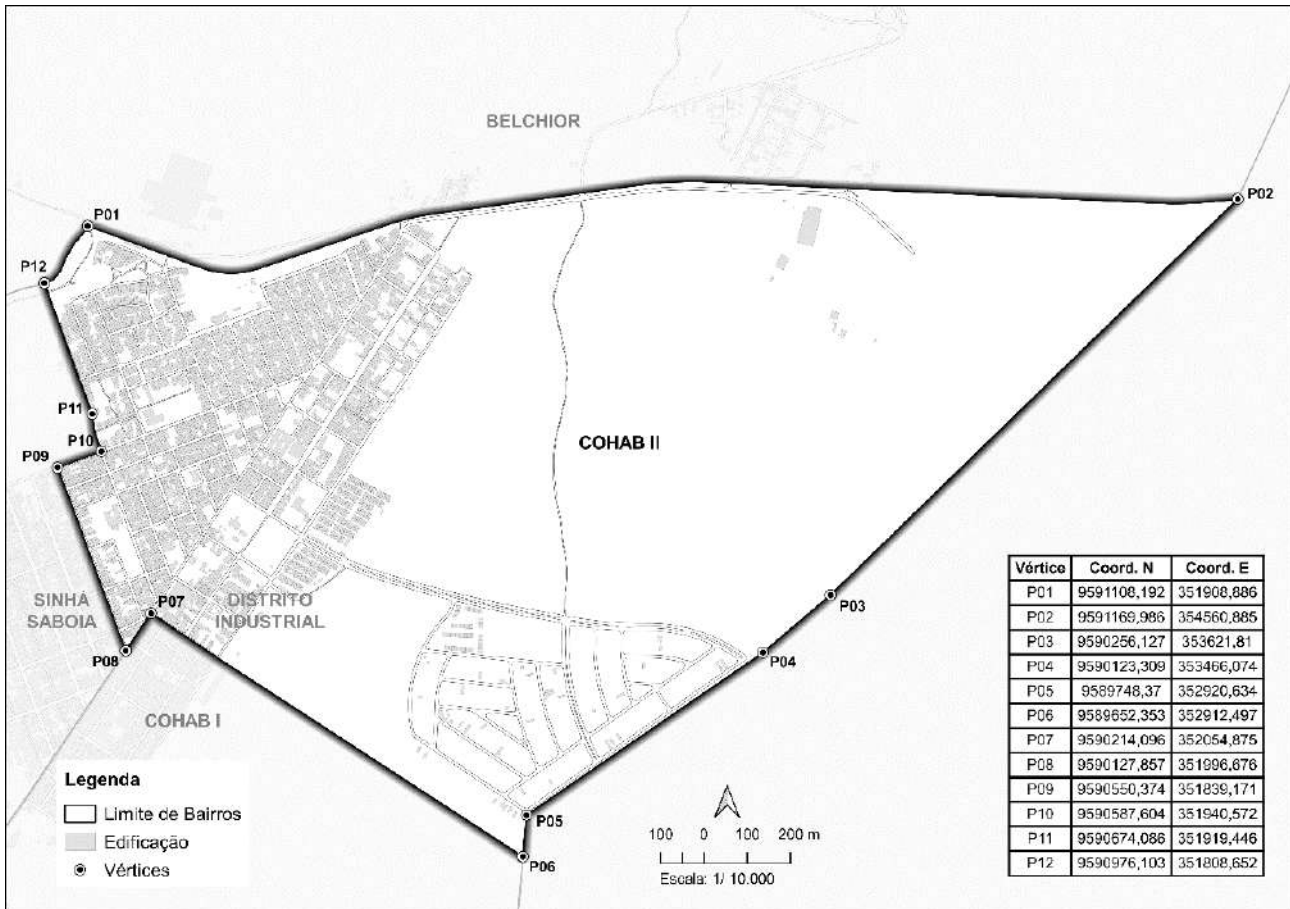 BELCHIOR
P01
P02
P12
P11
P10
P09
COHAB II
SINHÁ
SABOIA
P07
DISTRITO
INDUSTRIAL
P08
COHAB I
P03
P04
P05
P06
Legenda
Limite de Bairros
Edificação
Vértices
100 0 100 200 m
Escala: 1/ 10.000
Vértice Coord. N Coord. E
P01 9591108,192 351908,886
P02 9591169,986 354560,885
P03 9590256,127 353621,81
P04 9590123,309 353466,074
P05 9589748,37 352920,634
P06 9589652,353 352912,497
P07 9590214,096 352054,875
P08 9590127,857 351996,676
P09 9590550,374 351839,171
P10 9590587,604 351940,572
P11 9590674,086 351919,446
P12 9590976,103 351808,652